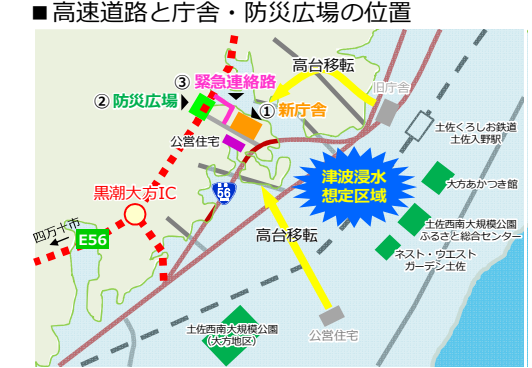 ■高速道路と庁舎・防災広場の位置
高台移転
③ 緊急連絡路
旧庁舎
② 防災広場
① 新庁舎
土佐くろしお鉄道
土佐入野駅
公営住宅
津波浸水
想定区域
大方あかつき館
黒潮大方IC
56
土佐西南大規模公園
ふるさと総合センター
四万十市
E56
高台移転
ネスト・ウエスト
ガーデン土佐
土佐西南大規模公園
(大方地区)
公営住宅